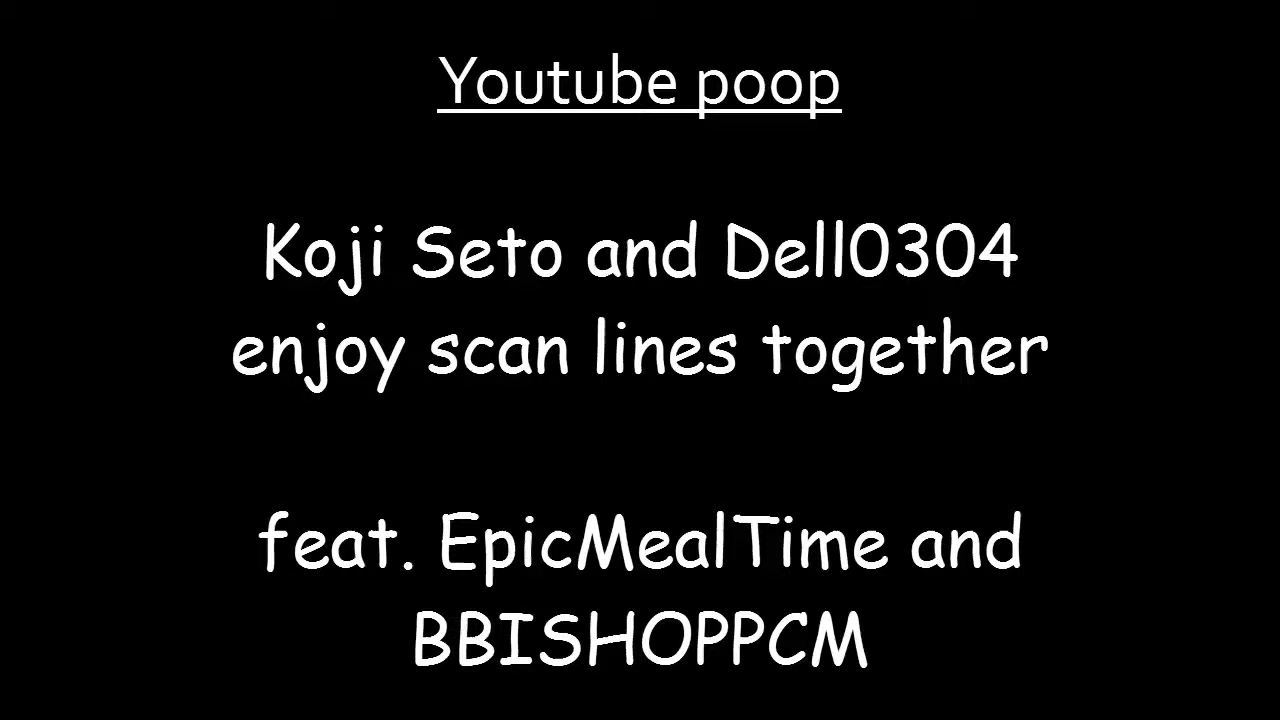 Youtube poop
Koji Seto and Dell0304
enjoy scan lines together
feat. EpicMealTime and
BBISHOPPCM